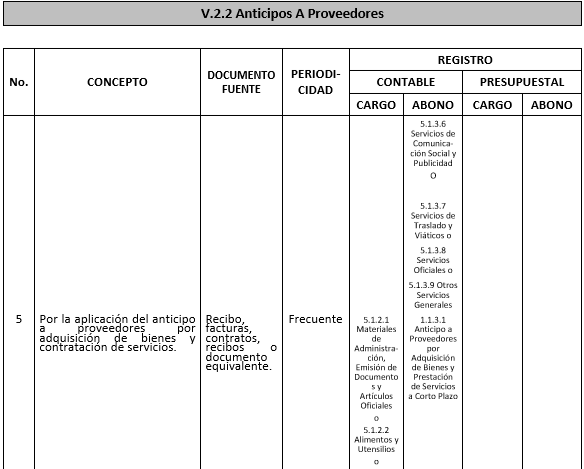 V.2.2 Anticipos A Proveedores
No.
CONCEPTO
DOCUMENTO
FUENTE
PERIODI-
CIDAD
REGISTRO
CONTABLE
PRESUPUESTAL
CARGO
ABONO
CARGO
ABONO
5.1.3.6
Servicios de
Comunica-
ción Social y
Publicidad
O
5.1.3.7
Servicios de
Traslado y
Viáticos o
5.1.3.8
Servicios
Oficiales o
5.1.3.9 Otros
Servicios
Generales
5
Por la aplicación del anticipo
a proveedores por
adquisición de bienes y
contratación de servicios.
Recibo,
facturas,
contratos,
recibos o
documento
equivalente.
Frecuente
5.1.2.1
Materiales
de
Administra-
ción,
Emisión de
Documento
s y
Artículos
Oficiales
o
5.1.2.2
Alimentos y
Utensilios
o
1.1.3.1
Anticipo a
Proveedores
por
Adquisición
de Bienes y
Prestación
de Servicios
a Corto Plazo